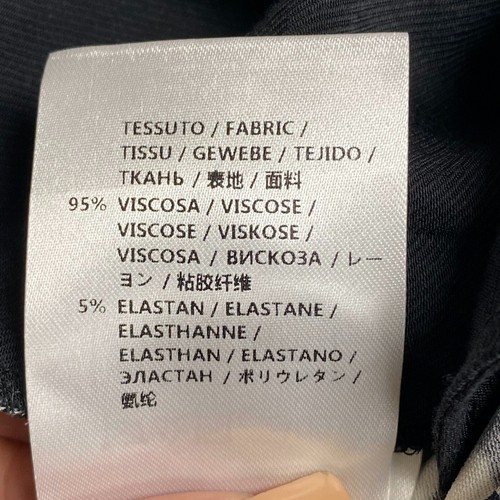 TESSUTO / FABRIC /
TISSU / GEWEBE / TEJIDO /
ТКАНЬ / 表地 / 面料
95% VISCOSA / VISCOSE /
VISCOSE / VISKOSE /
VISCOSA / ВИСКОЗА / レー
ヨン / 粘胶纤维
5% ELASTAN / ELASTANE /
ELASTHANNE /
ELASTHAN / ELASTANO /
ЭЛАСТАН / ポリウレタン /
氨纶